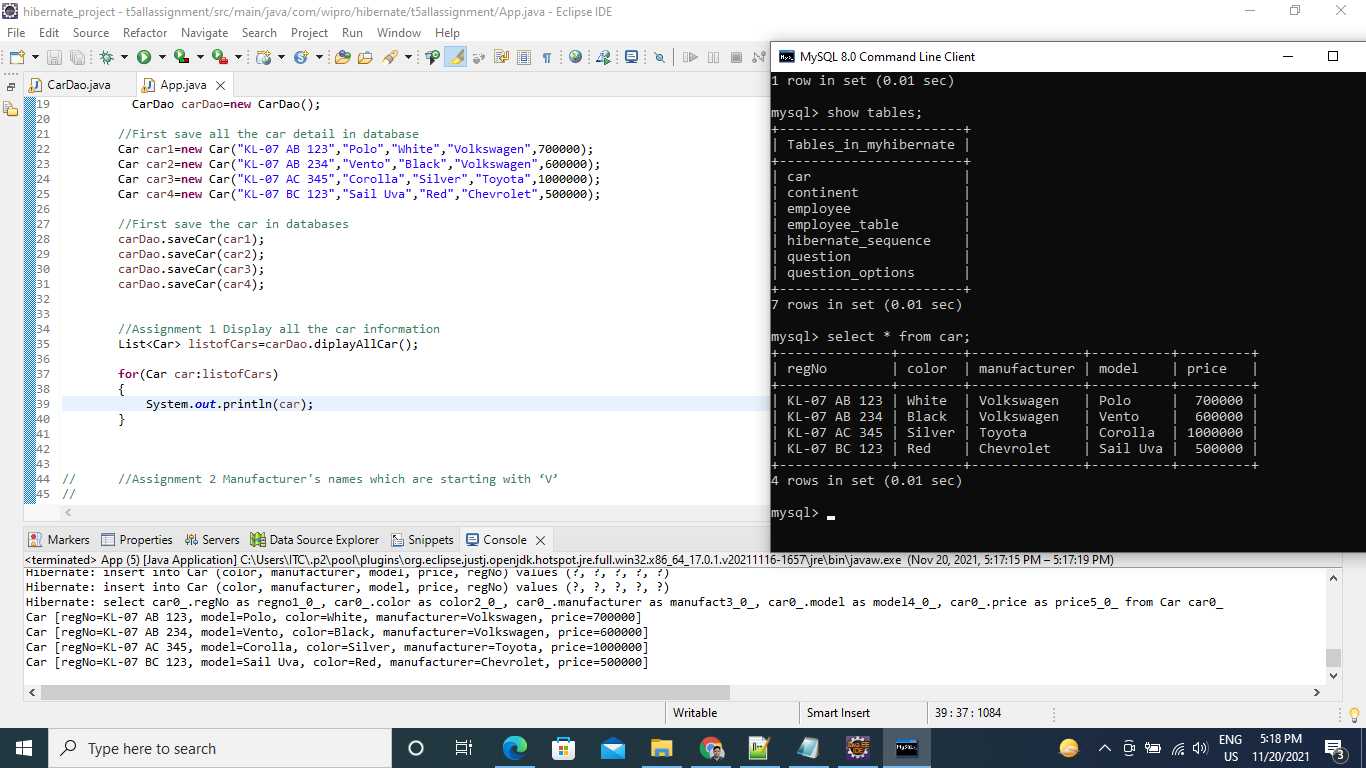 hibernate_project - t5allassignment/src/main/java/com/wipro/hibernate/t5allassignment/App.java - Eclipse IDE
File Edit Source Refactor Navigate Search Project Run Window Help
CarDao.java App.java
19 CarDao carDao=new CarDao();
20
21 //First save all the car detail in database
22 Car car1=new Car("KL-07 AB 123","Polo","White","Volkswagen",700000);
23 Car car2=new Car("KL-07 AB 234","Vento","Black","Volkswagen",600000);
24 Car car3=new Car("KL-07 AC 345","Corolla","Silver","Toyota",1000000);
25 Car car4=new Car("KL-07 BC 123","Sail Uva","Red","Chevrolet",500000);
26
27 //First save the car in databases
28 carDao.saveCar(car1);
29 carDao.saveCar(car2);
30 carDao.saveCar(car3);
31 carDao.saveCar(car4);
32
33
34 //Assignment 1 Display all the car information
35 List<Car> listofCars=carDao.diplayAllCar();
36
37 for(Car car:listofCars)
38 {
39 System.out.println(car);
40 }
41
42
43
44 // //Assignment 2 Manufacturer's names which are starting with ‘V’
45 //
MySQL 8.0 Command Line Client
1 row in set (0.01 sec)
mysql> show tables;
+-----------------------+
| Tables_in_myhibernate |
+-----------------------+
| car |
| continent |
| employee |
| employee_table |
| hibernate_sequence |
| question |
| question_options |
+-----------------------+
7 rows in set (0.01 sec)
mysql> select * from car;
+--------------+--------+--------------+----------+---------+
| regNo | color | manufacturer | model | price |
+--------------+--------+--------------+----------+---------+
| KL-07 AB 123 | White | Volkswagen | Polo | 700000 |
| KL-07 AB 234 | Black | Volkswagen | Vento | 600000 |
| KL-07 AC 345 | Silver | Toyota | Corolla | 1000000 |
| KL-07 BC 123 | Red | Chevrolet | Sail Uva | 500000 |
+--------------+--------+--------------+----------+---------+
4 rows in set (0.01 sec)
mysql> _
Markers Properties Servers Data Source Explorer Snippets Console
<terminated> App (5) [Java Application] C:\Users\ITC\.p2\pool\plugins\org.eclipse.justj.openjdk.hotspot.jre.full.win32.x86_64_17.0.1.v20211116-1657\jre\bin\javaw.exe (Nov 20, 2021, 5:17:15 PM – 5:17:19 PM)
Hibernate: insert into Car (color, manufacturer, model, price, regNo) values (?, ?, ?, ?, ?)
Hibernate: insert into Car (color, manufacturer, model, price, regNo) values (?, ?, ?, ?, ?)
Hibernate: select car0_.regNo as regno1_0_, car0_.color as color2_0_, car0_.manufacturer as manufact3_0_, car0_.model as model4_0_, car0_.price as price5_0_ from Car car0_
Car [regNo=KL-07 AB 123, model=Polo, color=White, manufacturer=Volkswagen, price=700000]
Car [regNo=KL-07 AB 234, model=Vento, color=Black, manufacturer=Volkswagen, price=600000]
Car [regNo=KL-07 AC 345, model=Corolla, color=Silver, manufacturer=Toyota, price=1000000]
Car [regNo=KL-07 BC 123, model=Sail Uva, color=Red, manufacturer=Chevrolet, price=500000]
Writable Smart Insert 39 : 37 : 1084
Type here to search
ENG 5:18 PM
US 11/20/2021 3